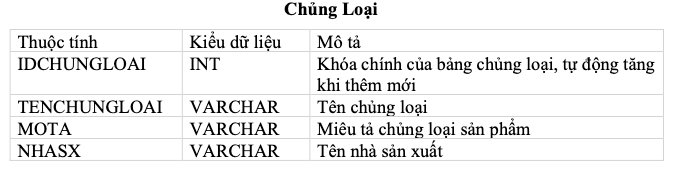 Chủng Loại
Thuộc tính Kiểu dữ liệu Mô tả
IDCHUNGLOAI INT Khóa chính của bảng chủng loại, tự động tăng
khi thêm mới
TENCHUNGLOAI VARCHAR Tên chủng loại
MOTA VARCHAR Miêu tả chủng loại sản phẩm
NHASX VARCHAR Tên nhà sản xuất